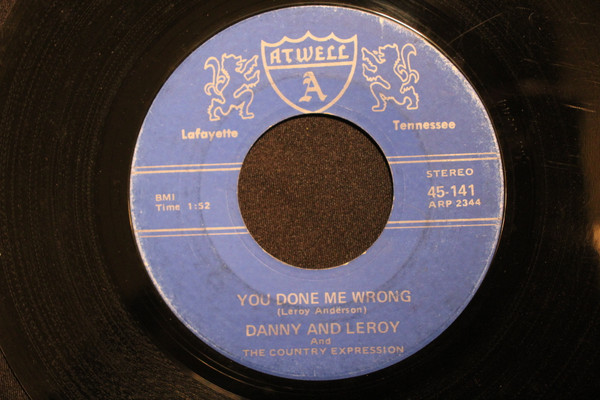 ATWELL
A
Lafayette
Tennessee
BMI
Time 1:52
STEREO
45-141
ARP 2344
YOU DONE ME WRONG
(Leroy Anderson)
DANNY AND LEROY
And
THE COUNTRY EXPRESSION